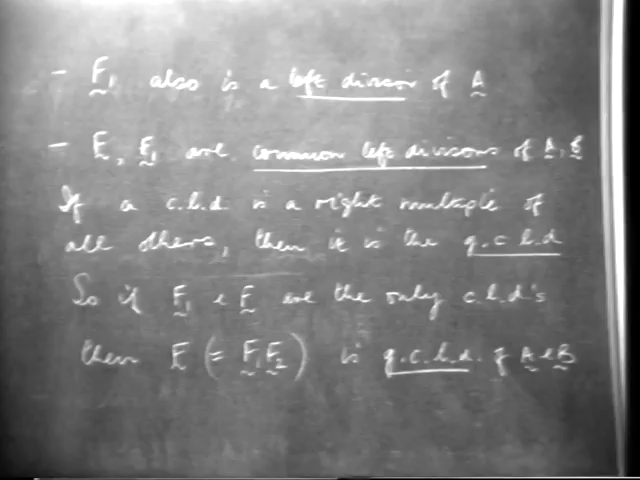 - F₁ also is a left divisor of A
- F, F₁ are common left divisors of A, B
If a c.l.d is a right multiple of
all others, then it is the g.c.l.d
So if F₁ & F are the only c.l.d's
then F (= F₁F₂) is g.c.l.d. of A & B